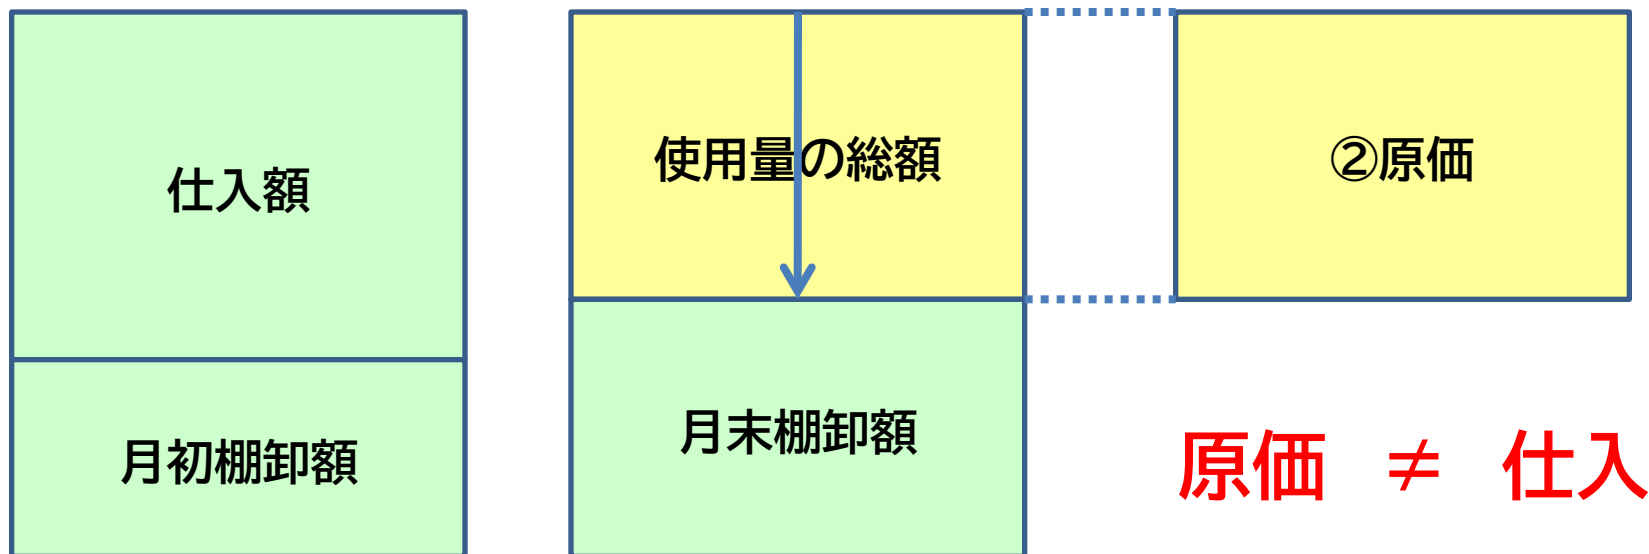 仕入額
月初棚卸額
使用量の総額
月末棚卸額
②原価
原価 ≠ 仕入